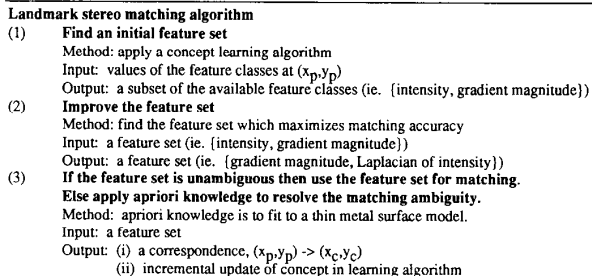 Landmark stereo matching algorithm
(1) Find an initial feature set
Method: apply a concept learning algorithm
Input: values of the feature classes at (xp,yp)
Output: a subset of the available feature classes (ie. {intensity, gradient magnitude})
(2) Improve the feature set
Method: find the feature set which maximizes matching accuracy
Input: a feature set (ie. {intensity, gradient magnitude})
Output: a feature set (ie. {gradient magnitude, Laplacian of intensity})
(3) If the feature set is unambiguous then use the feature set for matching.
Else apply apriori knowledge to resolve the matching ambiguity.
Method: apriori knowledge is to fit to a thin metal surface model.
Input: a feature set
Output: (i) a correspondence, (xp,yp) -> (xc,yc)
(ii) incremental update of concept in learning algorithm